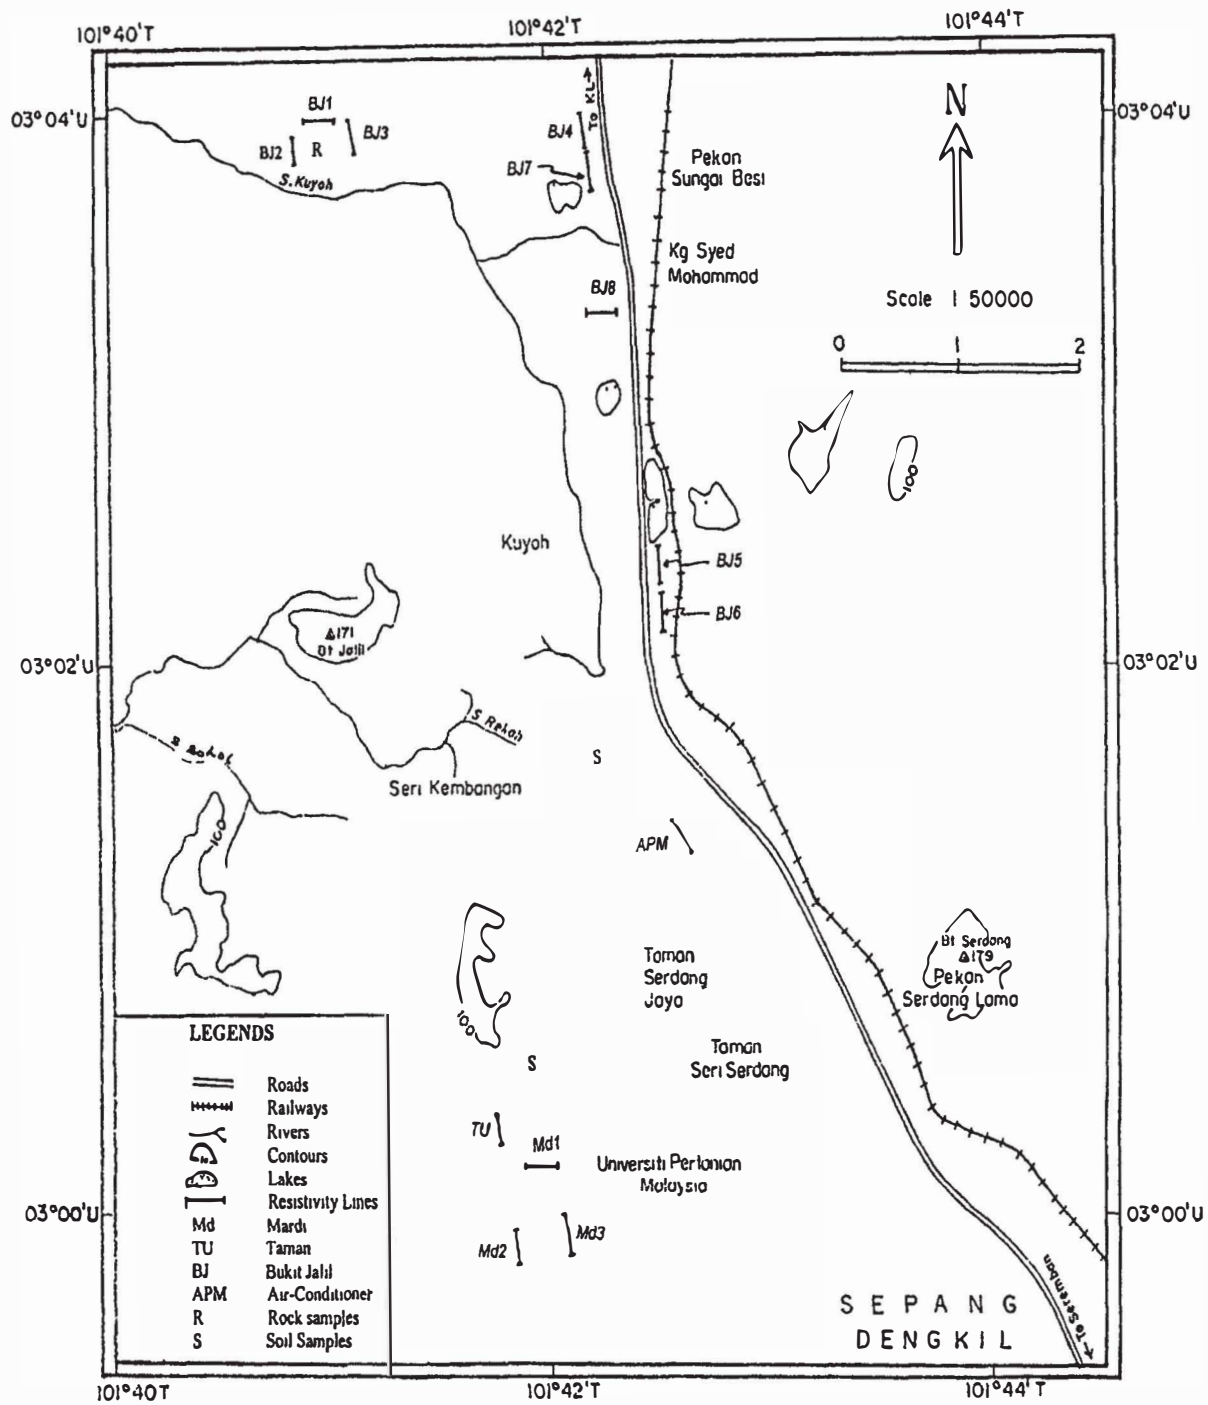 101°40'T
101°42'T
101°44'T
03°04'U
03°04'U
BJ1
BJ2
R
BJ3
S.Kuyoh
BJ4
To KL
BJ7
Pekan
Sungai Besi
N
Kg Syed
Mohammad
BJ8
Scale 1 50000
0 1 2
100
Kuyoh
BJ5
BJ6
171
Bt Jalil
03°02'U
03°02'U
S Rekah
S
Seri Kembangan
100
APM
Taman
Serdang
Jaya
Bt Serdang
179
Pekan
Serdang Lama
100
Taman
Seri Serdang
S
TU
Md1
Universiti Pertanian
Malaysia
Md2
Md3
LEGENDS
Roads
Railways
Rivers
Contours
Lakes
Resistivity Lines
Md Mardi
TU Taman
BJ Bukit Jalil
APM Air-Conditioner
R Rock samples
S Soil Samples
03°00'U
03°00'U
To Seremban
SEPANG
DENGKIL
101°40'T
101°42'T
101°44'T